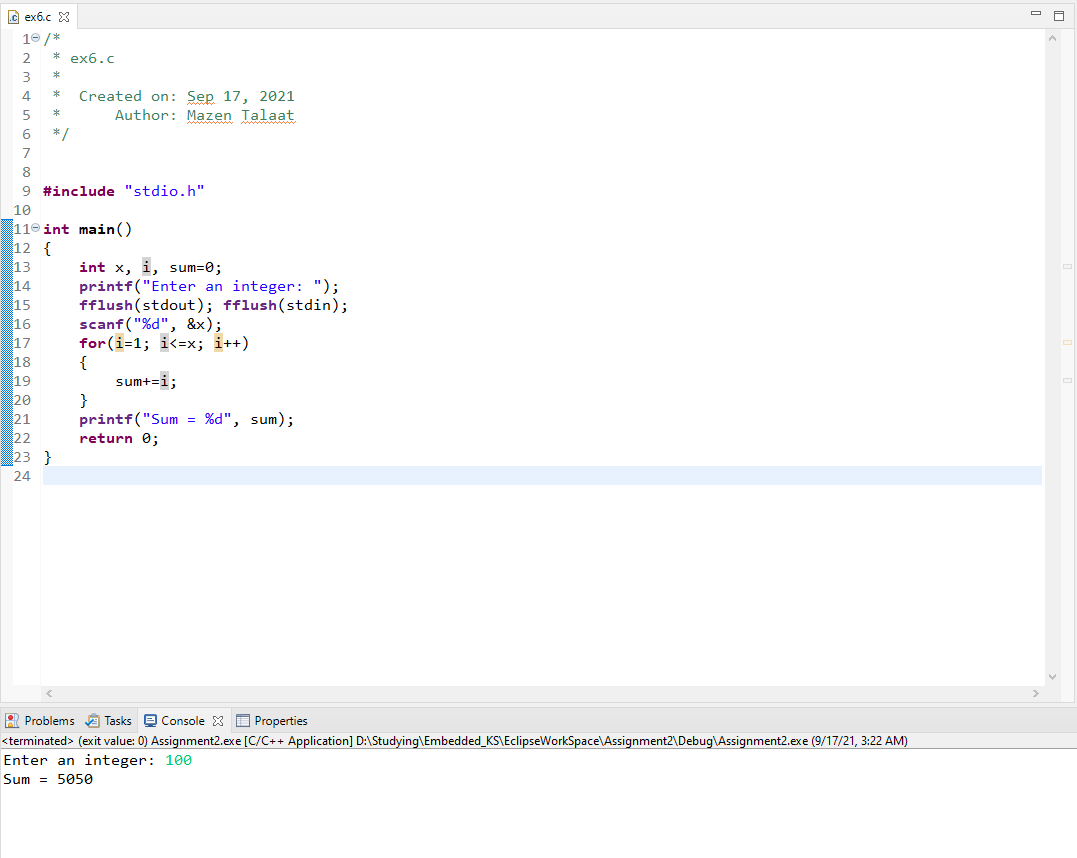 ex6.c
1 /*
2  * ex6.c
3  *
4  *  Created on: Sep 17, 2021
5  *      Author: Mazen Talaat
6  */
7
8
9 #include "stdio.h"
10
11 int main()
12 {
13     int x, i, sum=0;
14     printf("Enter an integer: ");
15     fflush(stdout); fflush(stdin);
16     scanf("%d", &x);
17     for(i=1; i<=x; i++)
18     {
19         sum+=i;
20     }
21     printf("Sum = %d", sum);
22     return 0;
23 }
24
Problems Tasks Console Properties
<terminated> (exit value: 0) Assignment2.exe [C/C++ Application] D:\Studying\Embedded_KS\EclipseWorkSpace\Assignment2\Debug\Assignment2.exe (9/17/21, 3:22 AM)
Enter an integer: 100
Sum = 5050